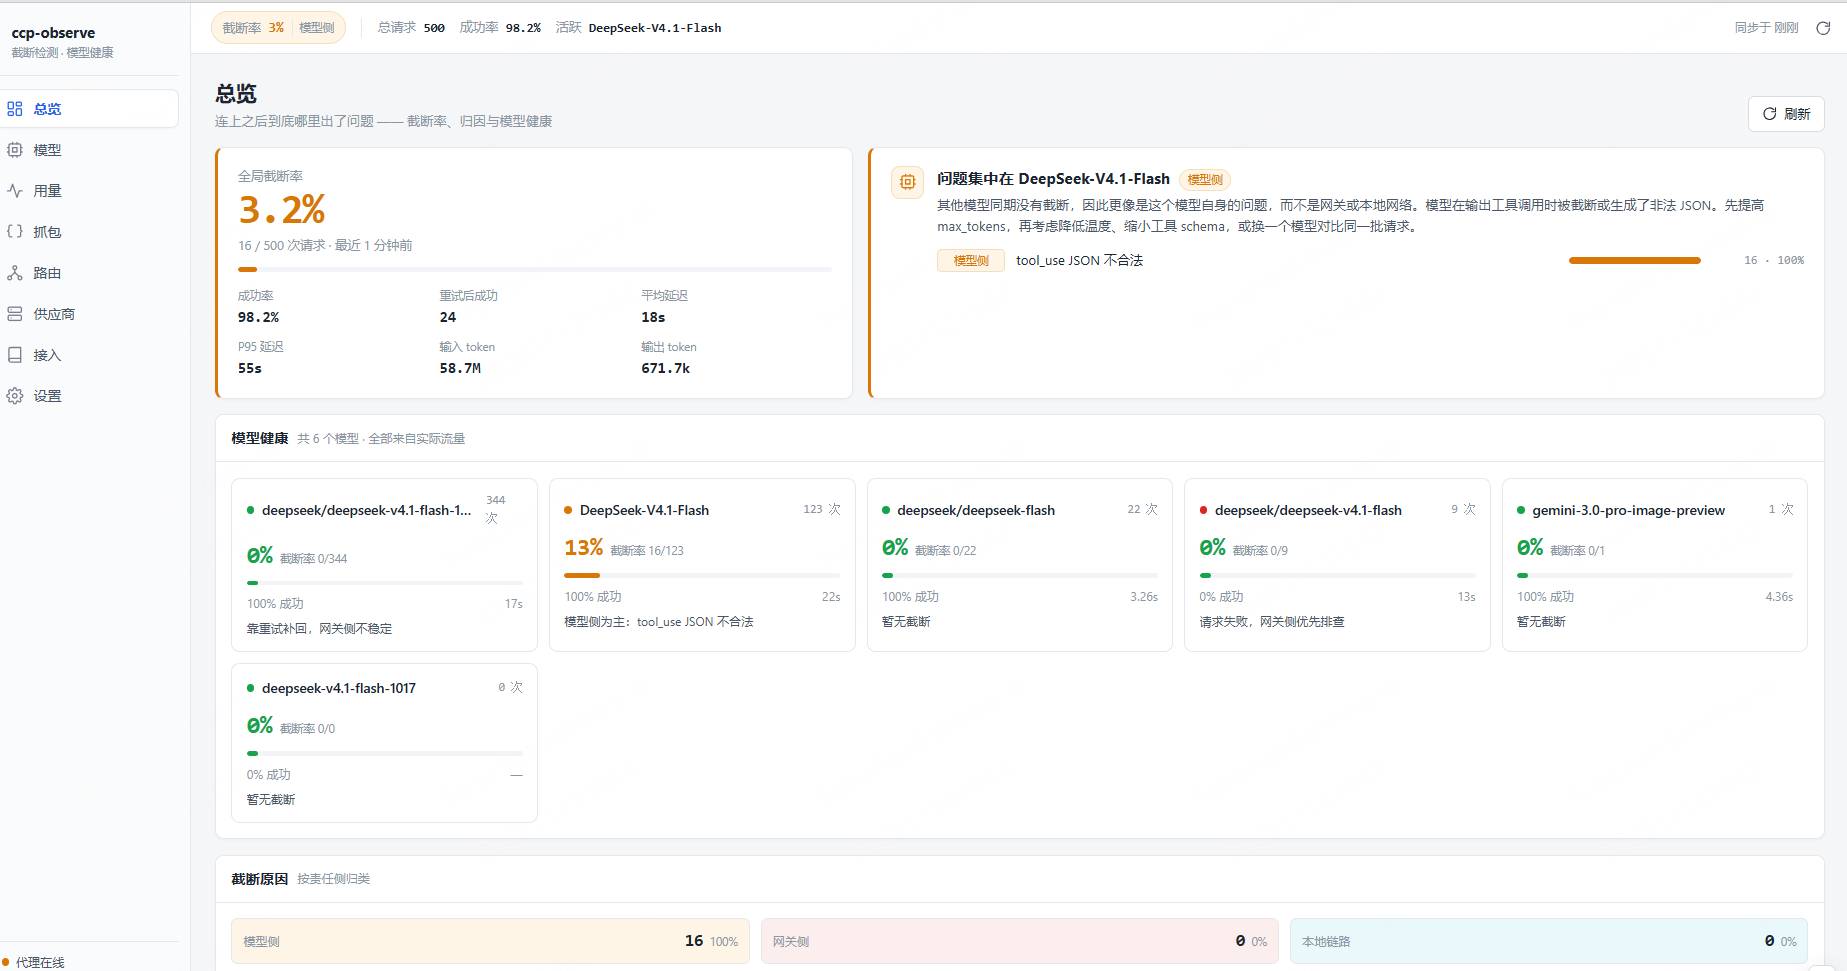 ccp-observe
截断检测 · 模型健康
总览
模型
用量
抓包
路由
供应商
接入
设置
代理在线
截断率 3% 模型侧 总请求 500 成功率 98.2% 活跃 DeepSeek-V4.1-Flash 同步于 刚刚
总览
连上之后到底哪里出了问题 —— 截断率、归因与模型健康
刷新
全局截断率
3.2%
16 / 500 次请求 · 最近 1 分钟前
成功率 重试后成功 平均延迟
98.2% 24 18s
P95 延迟 输入 token 输出 token
55s 58.7M 671.7k
问题集中在 DeepSeek-V4.1-Flash 模型侧
其他模型同期没有截断，因此更像是这个模型自身的问题，而不是网关或本地网络。模型在输出工具调用时被截断或生成了非法 JSON。先提高
max_tokens，再考虑降低温度、缩小工具 schema，或换一个模型对比同一批请求。
模型侧 tool_use JSON 不合法 16 · 100%
模型健康 共 6 个模型 · 全部来自实际流量
deepseek/deepseek-v4.1-flash-1... 344 次
0% 截断率 0/344
100% 成功 17s
靠重试补回，网关侧不稳定
DeepSeek-V4.1-Flash 123 次
13% 截断率 16/123
100% 成功 22s
模型侧为主：tool_use JSON 不合法
deepseek/deepseek-flash 22 次
0% 截断率 0/22
100% 成功 3.26s
暂无截断
deepseek/deepseek-v4.1-flash 9 次
0% 截断率 0/9
0% 成功 13s
请求失败，网关侧优先排查
gemini-3.0-pro-image-preview 1 次
0% 截断率 0/1
100% 成功 4.36s
暂无截断
deepseek-v4.1-flash-1017 0 次
0% 截断率 0/0
0% 成功 —
暂无截断
截断原因 按责任侧归类
模型侧 16 100%
网关侧 0 0%
本地链路 0 0%